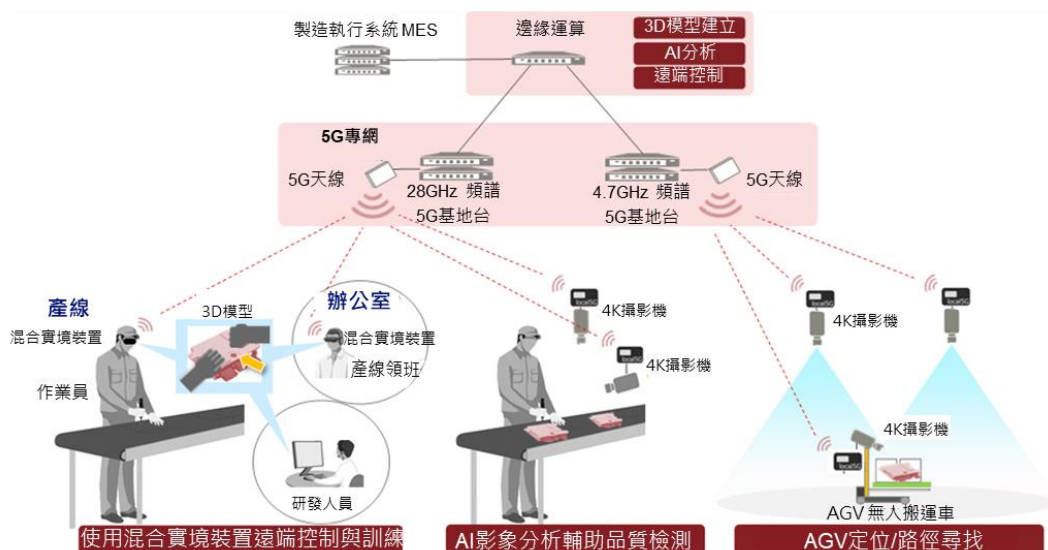 製造執行系統 MES
邊緣運算
3D模型建立
AI分析
遠端控制
5G專網
5G天線
28GHz 頻譜
5G基地台
4.7GHz 頻譜
5G基地台
5G天線
產線
混合實境裝置
作業員
3D模型
辦公室
混合實境裝置
產線領班
研發人員
4K攝影機
4K攝影機
4K攝影機
4K攝影機
AGV 無人搬運車
local5G
local5G
local5G
local5G
local5G
使用混合實境裝置遠端控制與訓練
AI影象分析輔助品質檢測
AGV定位/路徑尋找